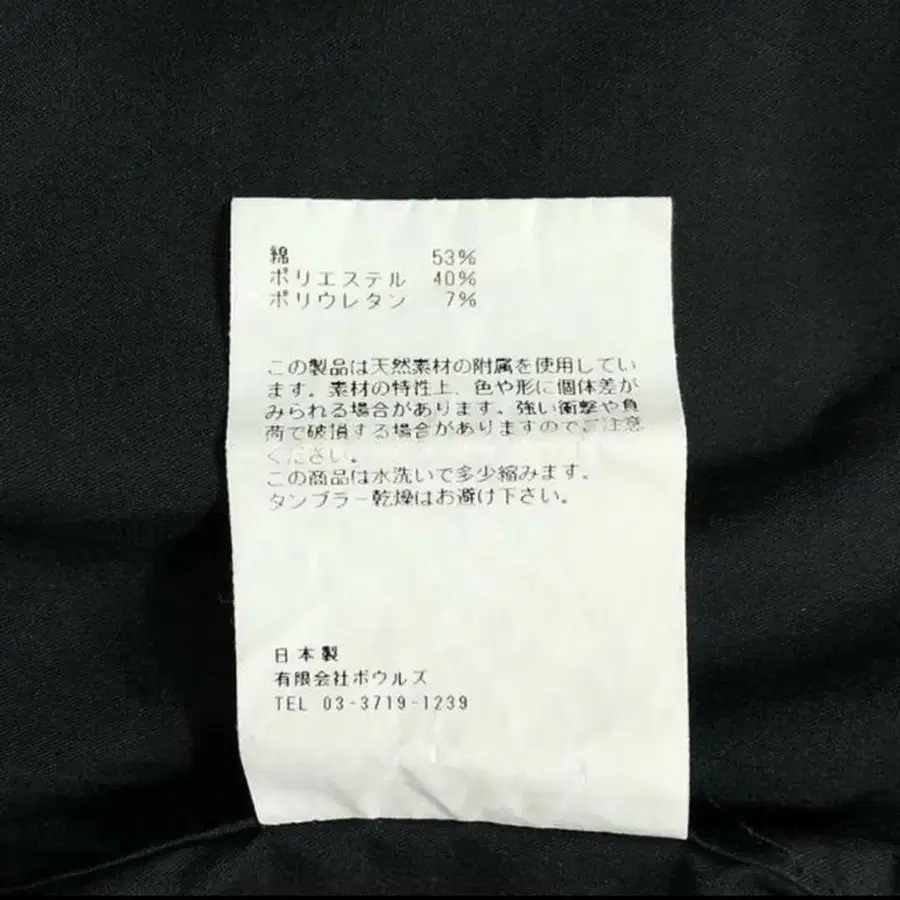 綿 53%
ポリエステル 40%
ポリウレタン 7%
この製品は天然素材の附属を使用してい
ます。素材の特性上、色や形に個体差が
みられる場合があります。強い衝撃や負
荷で破損する場合がありますのでご注意
ください。
この商品は水洗いで多少縮みます。
タンブラー乾燥はお避け下さい。
日本製
有限会社ボウルズ
TEL 03-3719-1239